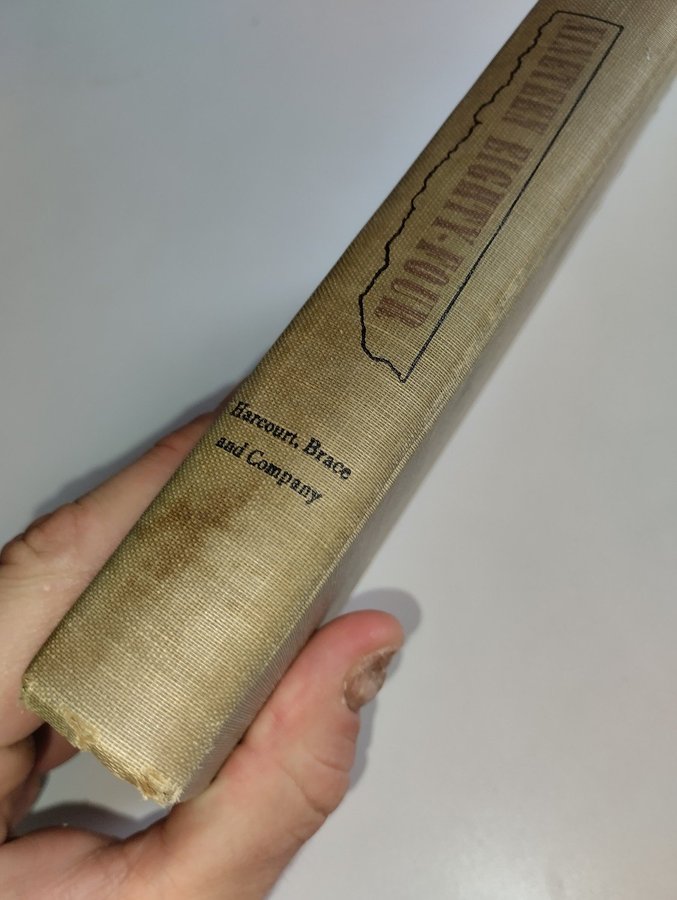 NINETEEN EIGHTY-FOUR
Harcourt, Brace
and Company